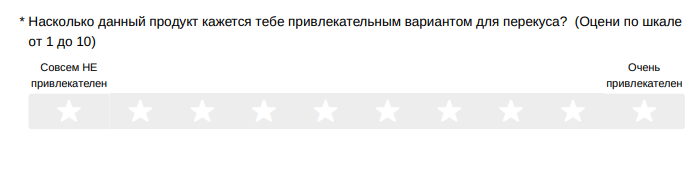 * Насколько данный продукт кажется тебе привлекательным вариантом для перекуса? (Оцени по шкале
от 1 до 10)
Совсем НЕ
привлекателен
Очень
привлекателен